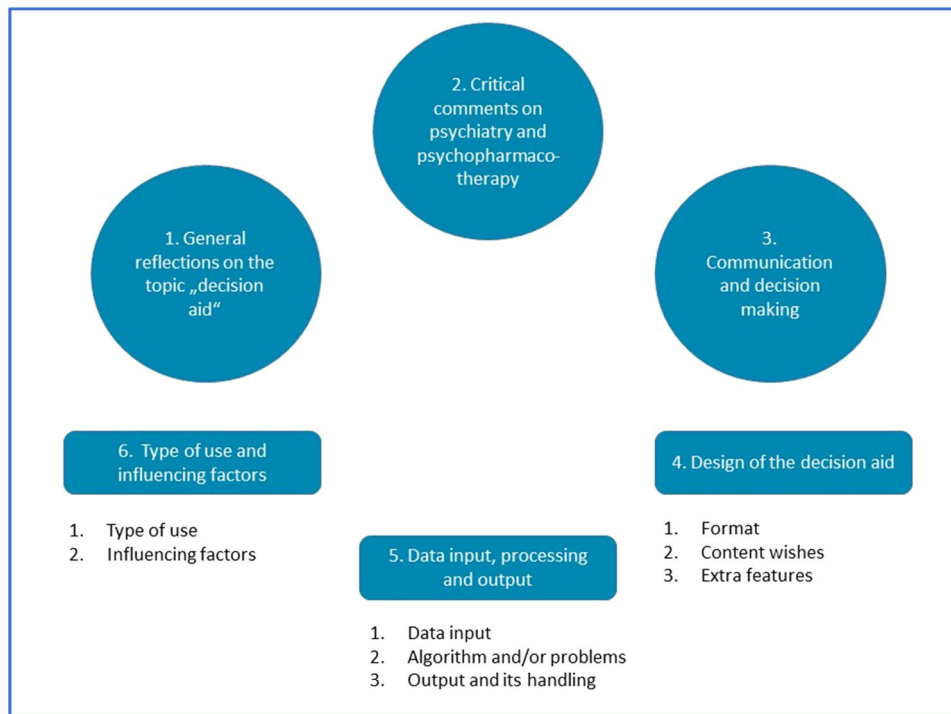 1. General
reflections on the
topic „decision
aid“
2. Critical
comments on
psychiatry and
psychopharmaco-
therapy
3.
Communication
and decision
making
4. Design of the decision aid
1. Format
2. Content wishes
3. Extra features
5. Data input, processing
and output
1. Data input
2. Algorithm and/or problems
3. Output and its handling
6. Type of use and
influencing factors
1. Type of use
2. Influencing factors